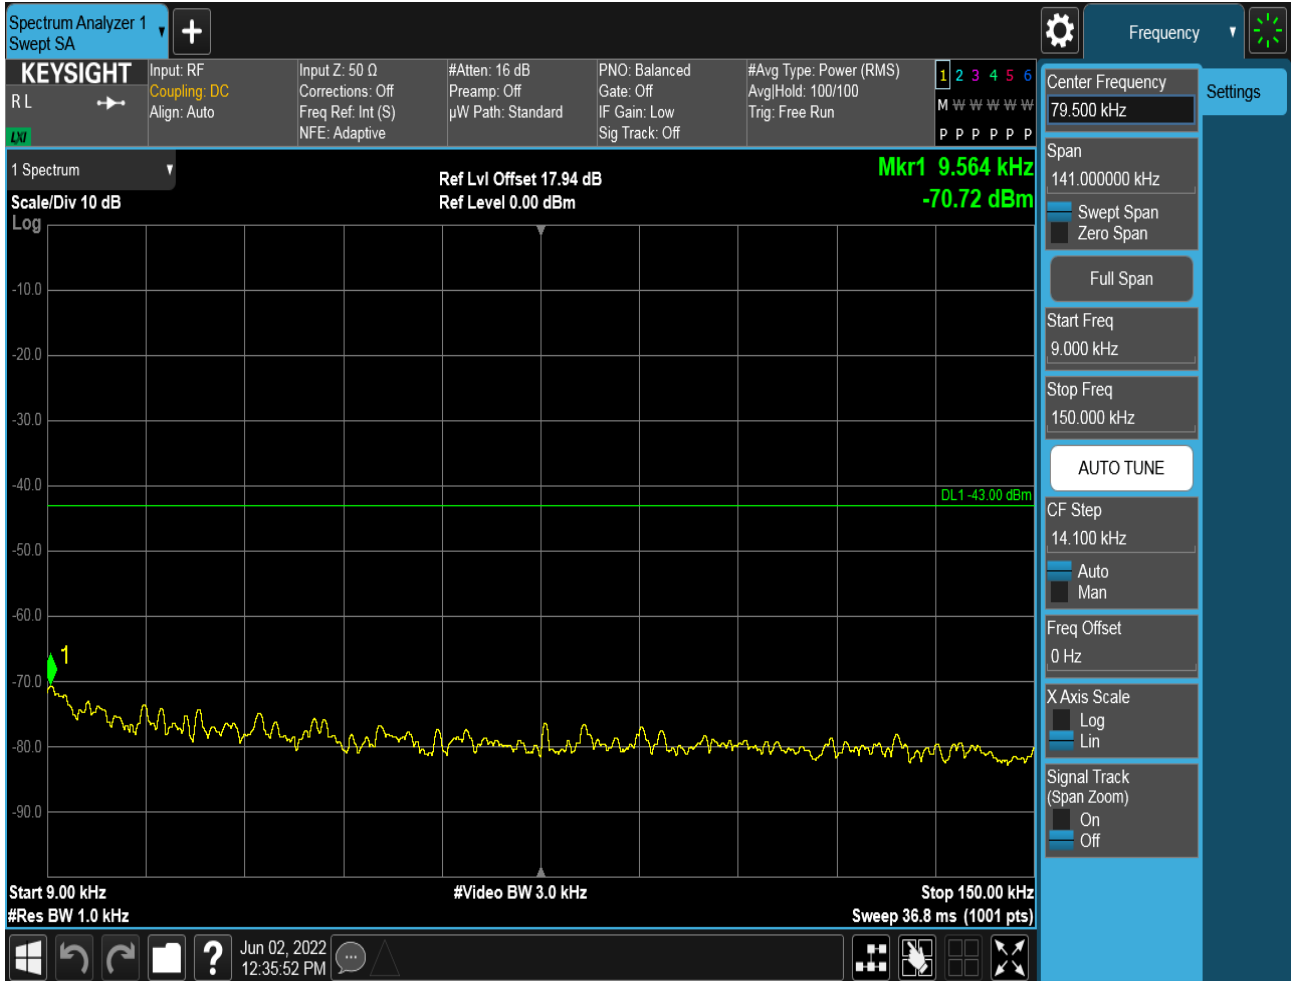 Spectrum Analyzer 1
Swept SA
+
Frequency
KEYSIGHT
R L
LXI
Input: RF
Coupling: DC
Align: Auto
Input Z: 50 Ω
Corrections: Off
Freq Ref: Int (S)
NFE: Adaptive
#Atten: 16 dB
Preamp: Off
µW Path: Standard
PNO: Balanced
Gate: Off
IF Gain: Low
Sig Track: Off
#Avg Type: Power (RMS)
Avg|Hold: 100/100
Trig: Free Run
1 2 3 4 5 6
M W W W W W
P P P P P P
1 Spectrum
Scale/Div 10 dB
Log
Ref Lvl Offset 17.94 dB
Ref Level 0.00 dBm
Mkr1 9.564 kHz
-70.72 dBm
-10.0
-20.0
-30.0
-40.0
DL1 -43.00 dBm
-50.0
-60.0
1
-70.0
-80.0
-90.0
Start 9.00 kHz
#Video BW 3.0 kHz
Stop 150.00 kHz
#Res BW 1.0 kHz
Sweep 36.8 ms (1001 pts)
?
Jun 02, 2022
12:35:52 PM
Center Frequency
79.500 kHz
Settings
Span
141.000000 kHz
Swept Span
Zero Span
Full Span
Start Freq
9.000 kHz
Stop Freq
150.000 kHz
AUTO TUNE
CF Step
14.100 kHz
Auto
Man
Freq Offset
0 Hz
X Axis Scale
Log
Lin
Signal Track
(Span Zoom)
On
Off